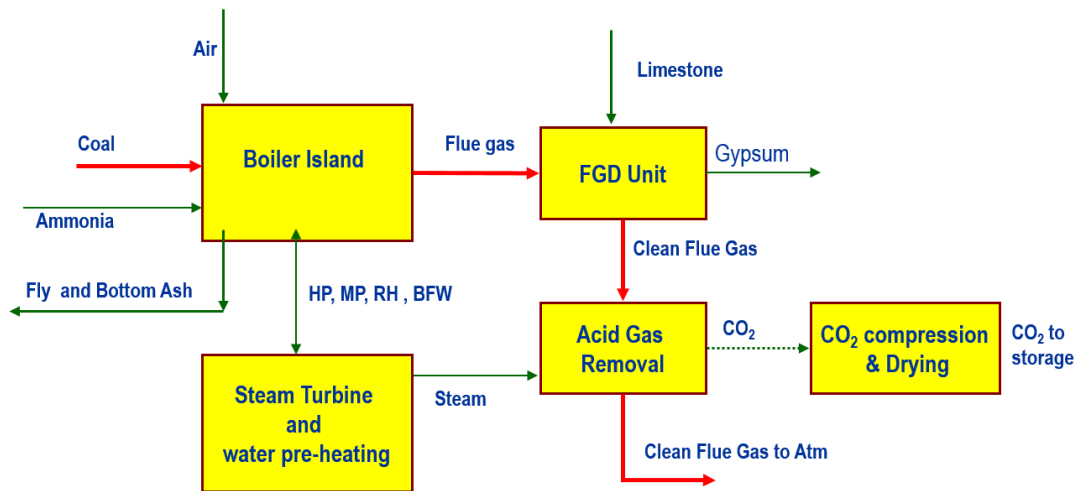 Air
Limestone
Coal
Boiler Island
Flue gas
FGD Unit
Gypsum
Ammonia
Clean Flue Gas
Fly and Bottom Ash
HP, MP, RH , BFW
Acid Gas
Removal
CO₂
CO₂ compression
& Drying
CO₂ to
storage
Steam Turbine
and
water pre-heating
Steam
Clean Flue Gas to Atm